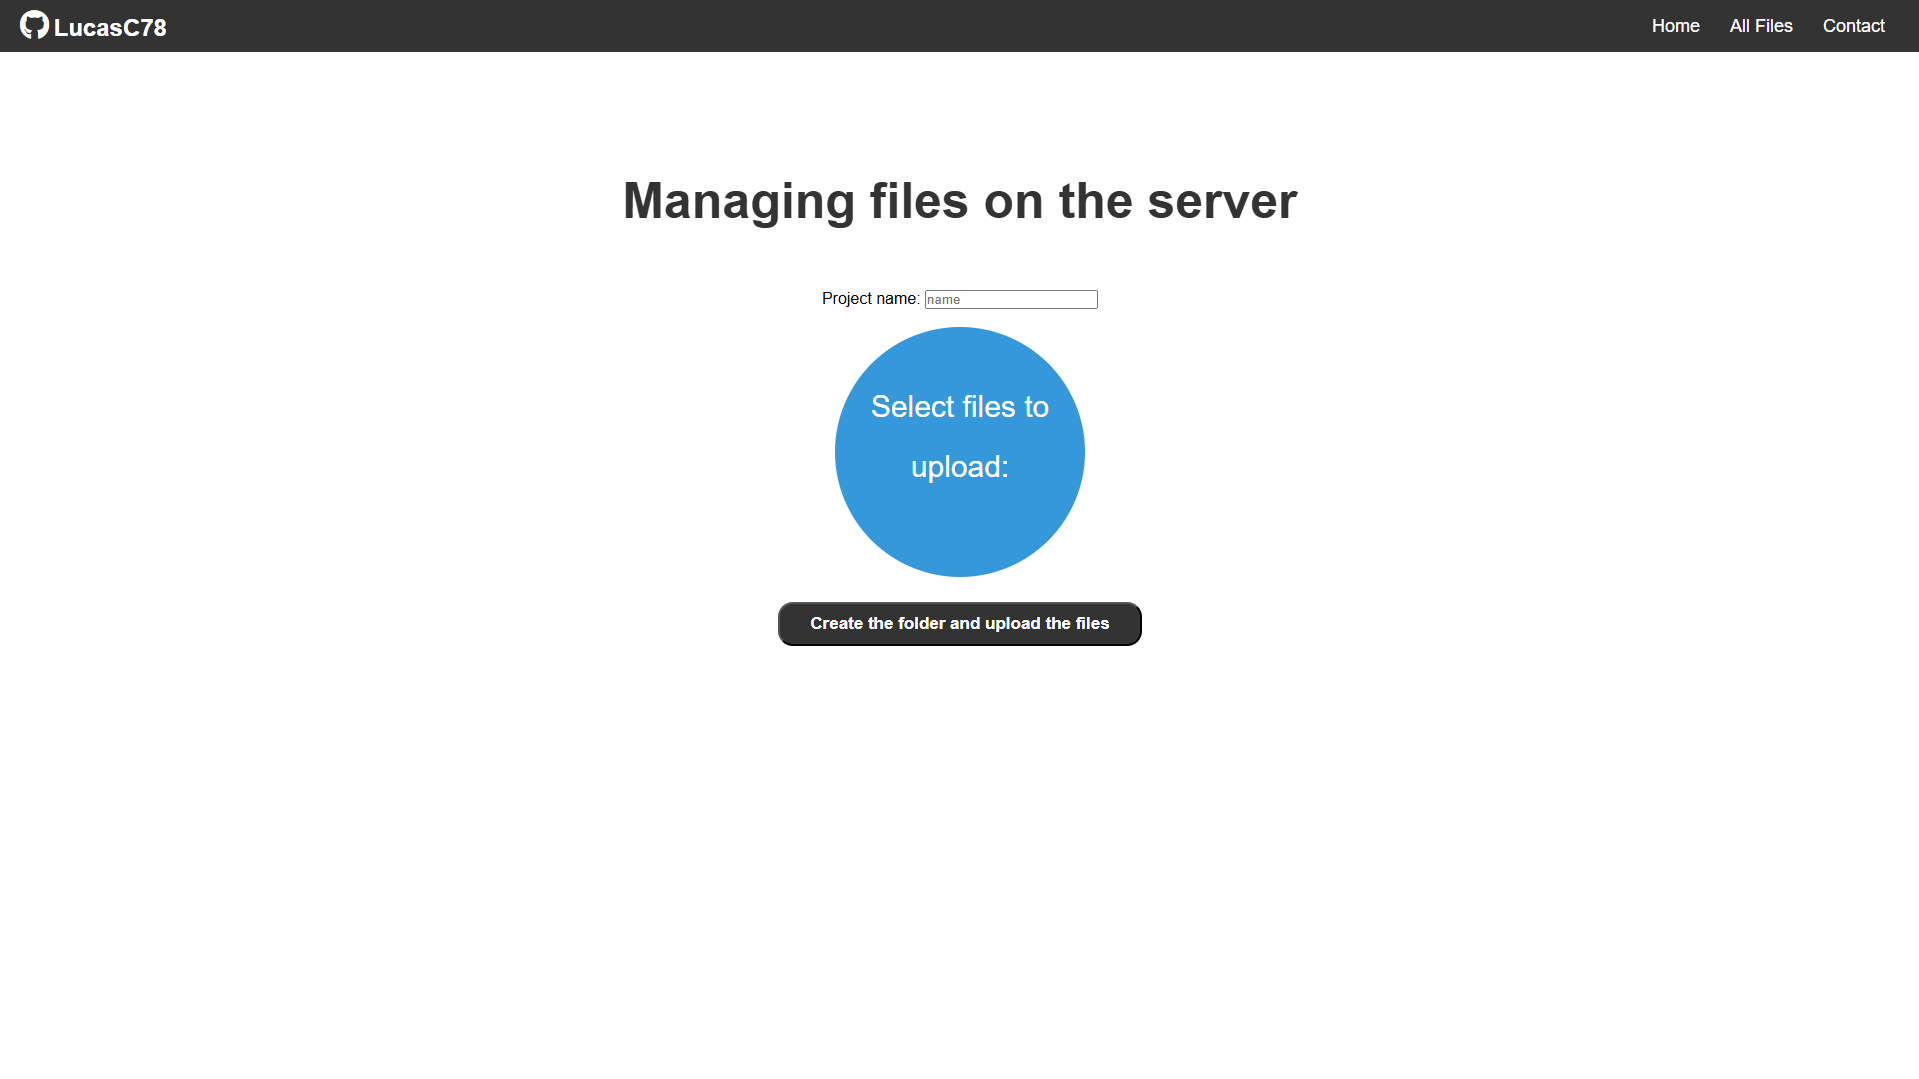 LucasC78
Home
All Files
Contact
Managing files on the server
Project name: name
Select files to
upload:
Create the folder and upload the files